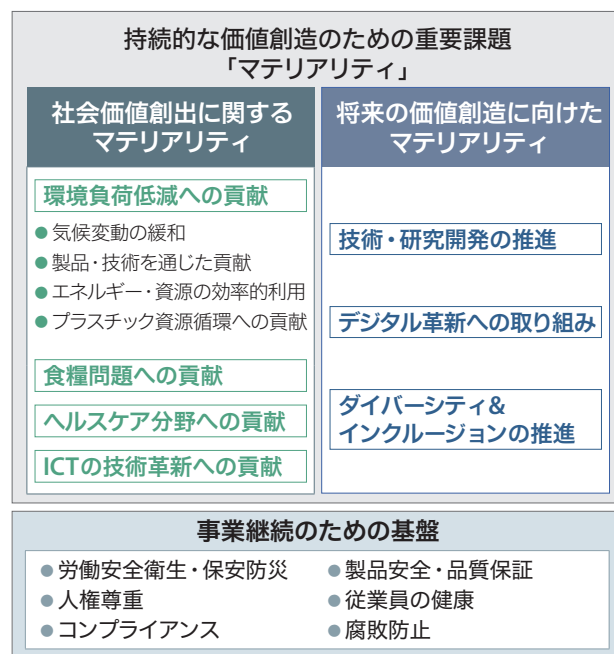 持続的な価値創造のための重要課題
「マテリアリティ」
社会価値創出に関する
マテリアリティ
環境負荷低減への貢献
●気候変動の緩和
●製品・技術を通じた貢献
●エネルギー・資源の効率的利用
●プラスチック資源循環への貢献
食糧問題への貢献
ヘルスケア分野への貢献
ICTの技術革新への貢献
将来の価値創造に向けた
マテリアリティ
技術・研究開発の推進
デジタル革新への取り組み
ダイバーシティ&
インクルージョンの推進
事業継続のための基盤
●労働安全衛生・保安防災
●人権尊重
●コンプライアンス
●製品安全・品質保証
●従業員の健康
●腐敗防止